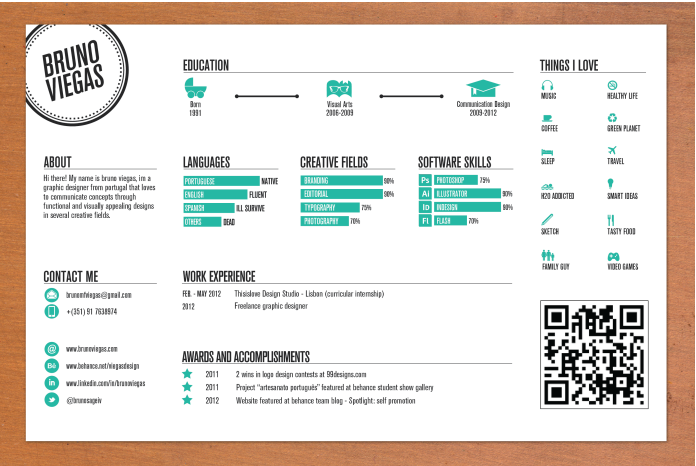 BRUNO
VIEGAS
EDUCATION
Born
1991
Visual Arts
2006-2009
Communication Design
2009-2012
ABOUT
Hi there! My name is bruno viegas, im a
graphic designer from portugal that loves
to communicate concepts through
functional and visually appealing designs
in several creative fields.
LANGUAGES
PORTUGUESE NATIVE
ENGLISH FLUENT
SPANISH ILL SURVIVE
OTHERS DEAD
CREATIVE FIELDS
BRANDING 90%
EDITORIAL 90%
TYPOGRAPHY 75%
PHOTOGRAPHY 70%
SOFTWARE SKILLS
Ps PHOTOSHOP 75%
Ai ILLUSTRATOR 90%
ID INDESIGN 90%
Fl FLASH 70%
CONTACT ME
brunomfviegas@gmail.com
+(351) 91 7638974
www.brunoviegas.com
Bē www.behance.net/viegasdesign
in www.linkedin.com/in/brunoviegas
@brunosageiv
WORK EXPERIENCE
FEB. - MAY 2012 Thisislove Design Studio - Lisbon (curricular internship)
2012 Freelance graphic designer
AWARDS AND ACCOMPLISHMENTS
2011 2 wins in logo design contests at 99designs.com
2011 Project "artesanato português" featured at behance student show gallery
2012 Website featured at behance team blog - Spotlight: self promotion
THINGS I LOVE
MUSIC HEALTHY LIFE
COFFEE GREEN PLANET
SLEEP TRAVEL
H2O ADDICTED SMART IDEAS
SKETCH TASTY FOOD
FAMILY GUY VIDEO GAMES